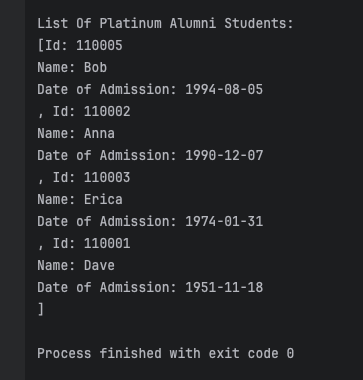 List Of Platinum Alumni Students:
[Id: 110005
Name: Bob
Date of Admission: 1994-08-05
, Id: 110002
Name: Anna
Date of Admission: 1990-12-07
, Id: 110003
Name: Erica
Date of Admission: 1974-01-31
, Id: 110001
Name: Dave
Date of Admission: 1951-11-18
]
Process finished with exit code 0